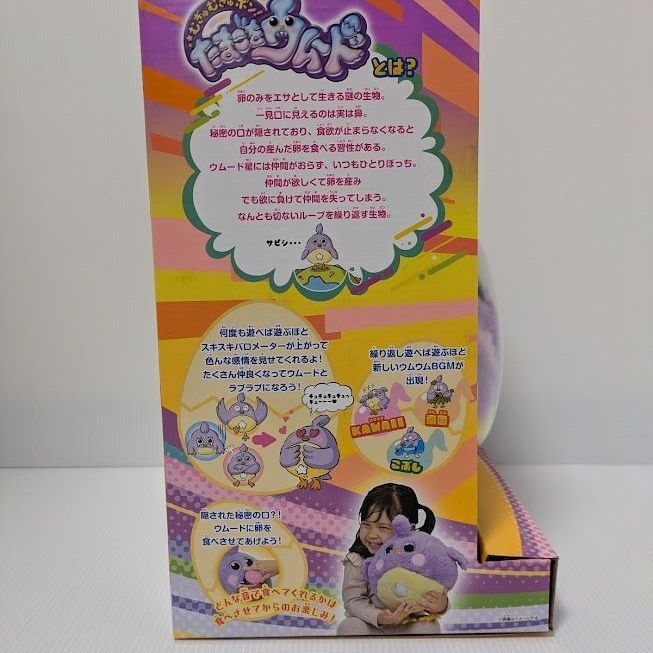 むぎゅむぎゅポン
たまごをウムード
とは?
卵のみをエサとして生きる謎の生物。
一見口に見えるのは実は鼻。
秘密の口が隠されており、食欲が止まらなくなると
自分の産んだ卵を食べる習性がある。
ウムード星には仲間がおらず、いつもひとりぼっち。
仲間が欲しくて卵を産み
でも欲に負けて仲間を失ってしまう。
なんとも切ないループを繰り返す生物。
サビシ・・・
何度も遊べば遊ぶほど
スキスキバロメーターが上がって
色んな感情を見せてくれるよ!
たくさん仲良くなってウムードと
ラブラブになろう!
チュチュチュチュゥ
チューーー
繰り返し遊べば遊ぶほど
新しいウムウムBGMが
出現!
KAWAII
南国
こぶし
隠された秘密の口?!
ウムードに卵を
食べさせてあげよう!
どんな音で食べてくれるかは
食べさせてからのお楽しみ!
※画像はイメージです